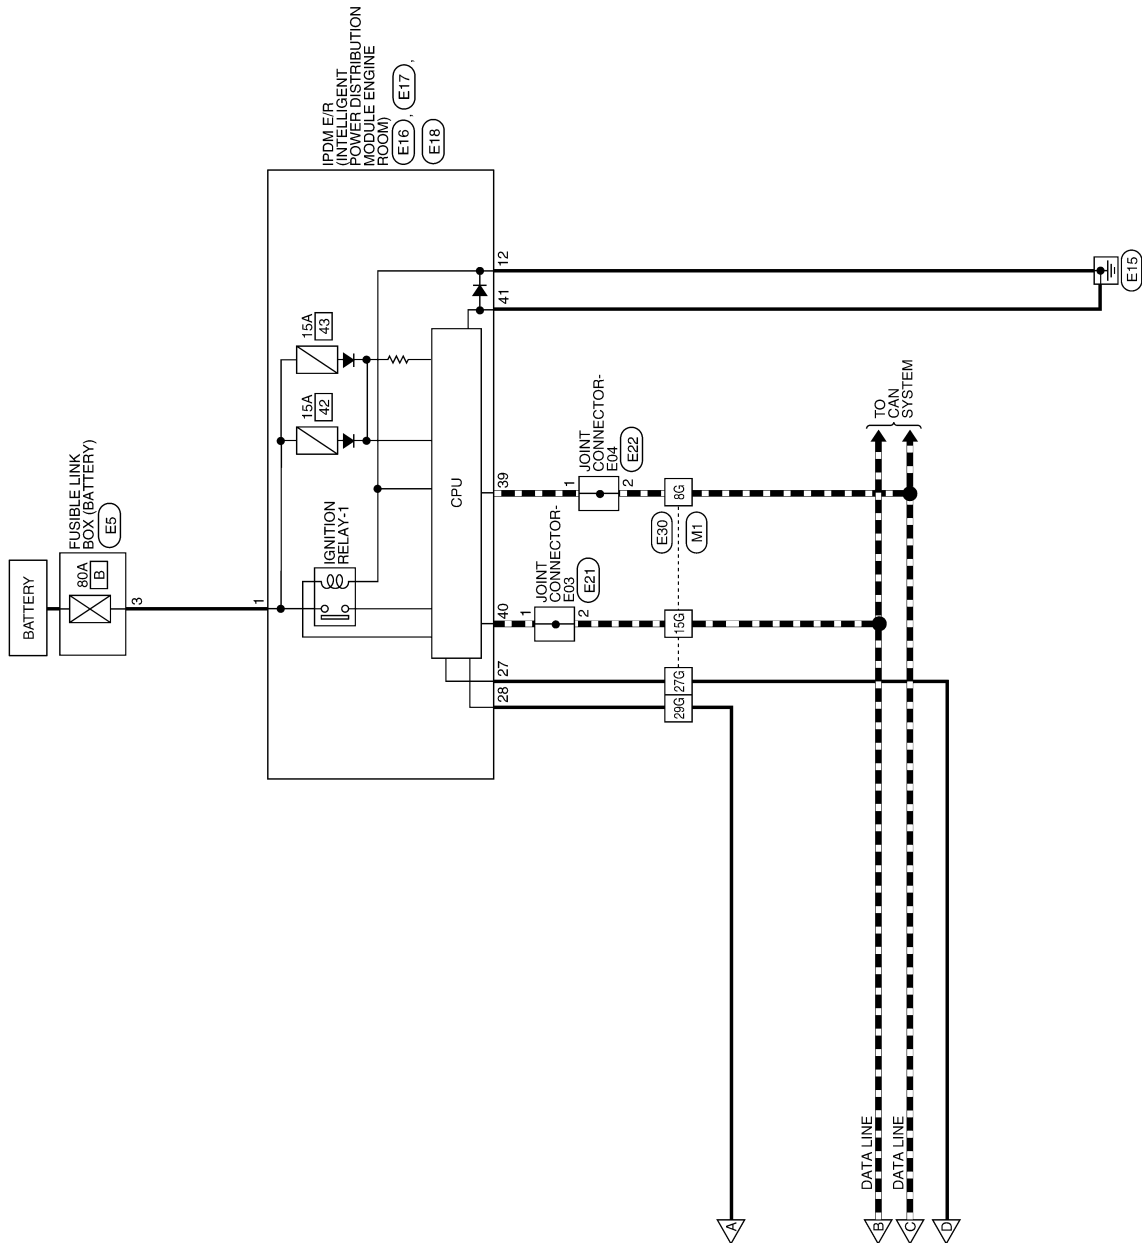 BATTERY
FUSIBLE LINK
BOX (BATTERY)
E5
80A
B
3
1
IPDM E/R
(INTELLIGENT
POWER DISTRIBUTION
MODULE ENGINE
ROOM)
E16 , E17 ,
E18
15A
42
15A
43
IGNITION
RELAY-1
CPU
28
27
40
39
41
12
JOINT
CONNECTOR-
E03
E21
1
2
JOINT
CONNECTOR-
E04
E22
1
2
29G
27G
15G
8G
E30
M1
TO
CAN
SYSTEM
E15
DATA LINE
DATA LINE
A
B
C
D